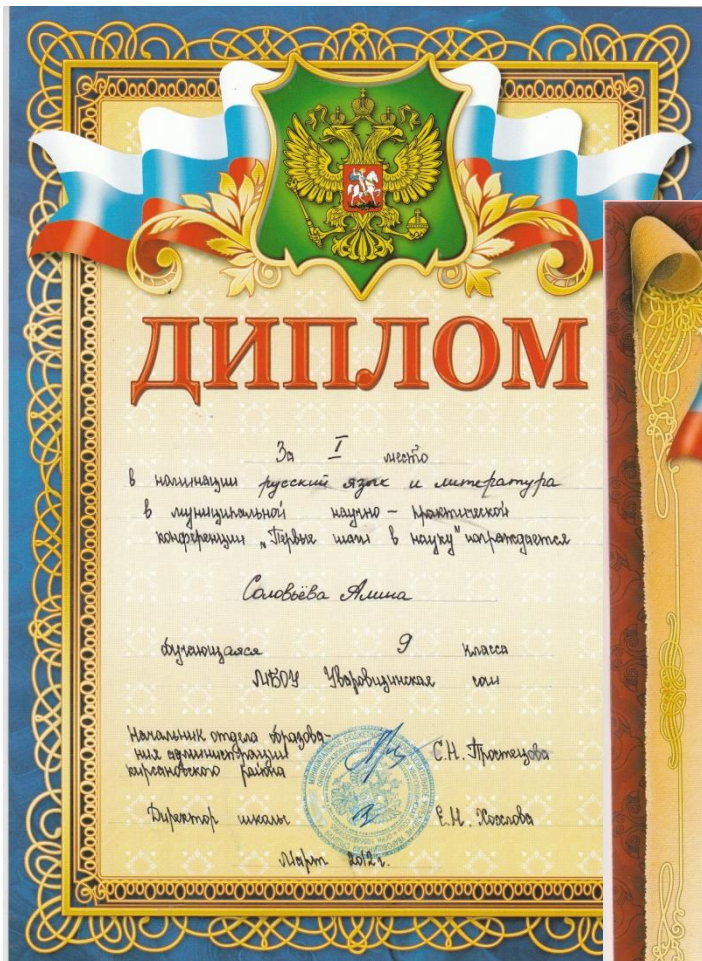 ДИПЛОМ
За I место
в номинации русский язык и литература
в муниципальной научно – практической
конференции „Первые шаги в науку" награждается
Соловьёва Алина
обучающаяся 9 класса
МБОУ Уваровщинская сош
Начальник отдела образова-
ния администрации
кирсановского района С.Н. Простецова
Директор школы Е.М. Хохлова
Март 2012 г.